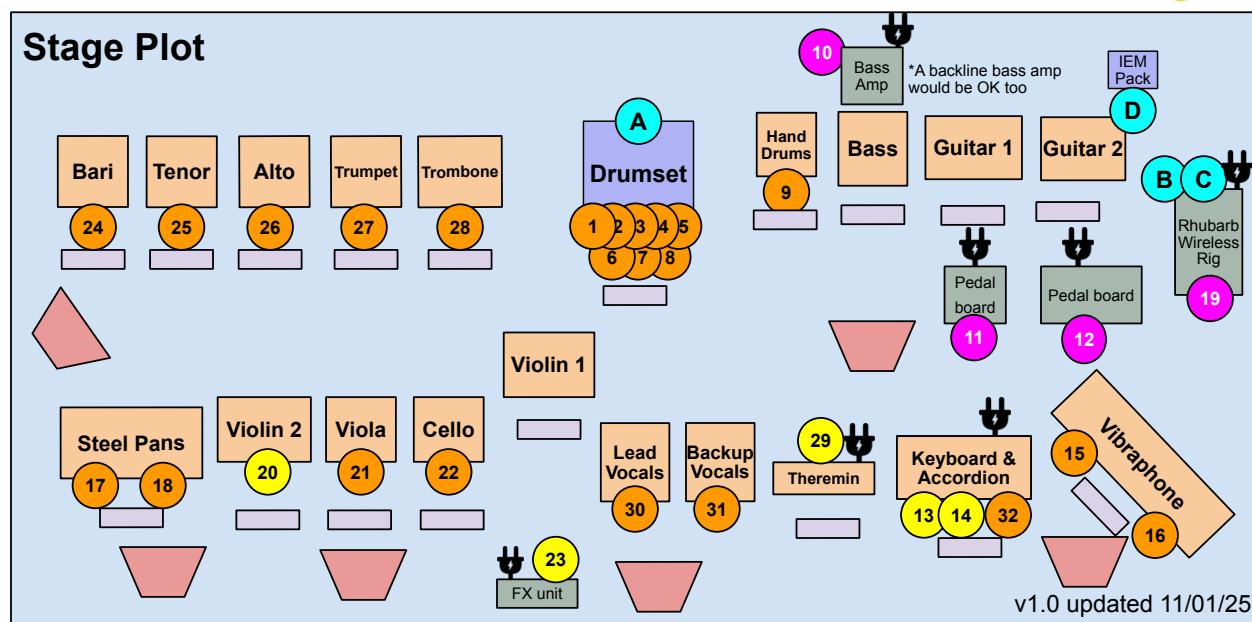 Stage Plot
10
Bass
Amp
*A backline bass amp
would be OK too
IEM
Pack
D
A
Drumset
1 2 3 4 5
6 7 8
Hand
Drums
9
Bass
Guitar 1
Guitar 2
B C
Rhubarb
Wireless
Rig
19
Bari
24
Tenor
25
Alto
26
Trumpet
27
Trombone
28
Pedal
board
11
Pedal board
12
Violin 1
Steel Pans
17 18
Violin 2
20
Viola
21
Cello
22
Lead
Vocals
30
Backup
Vocals
31
29
Theremin
Keyboard &
Accordion
13 14 32
Vibraphone
15
16
23
FX unit
v1.0 updated 11/01/25